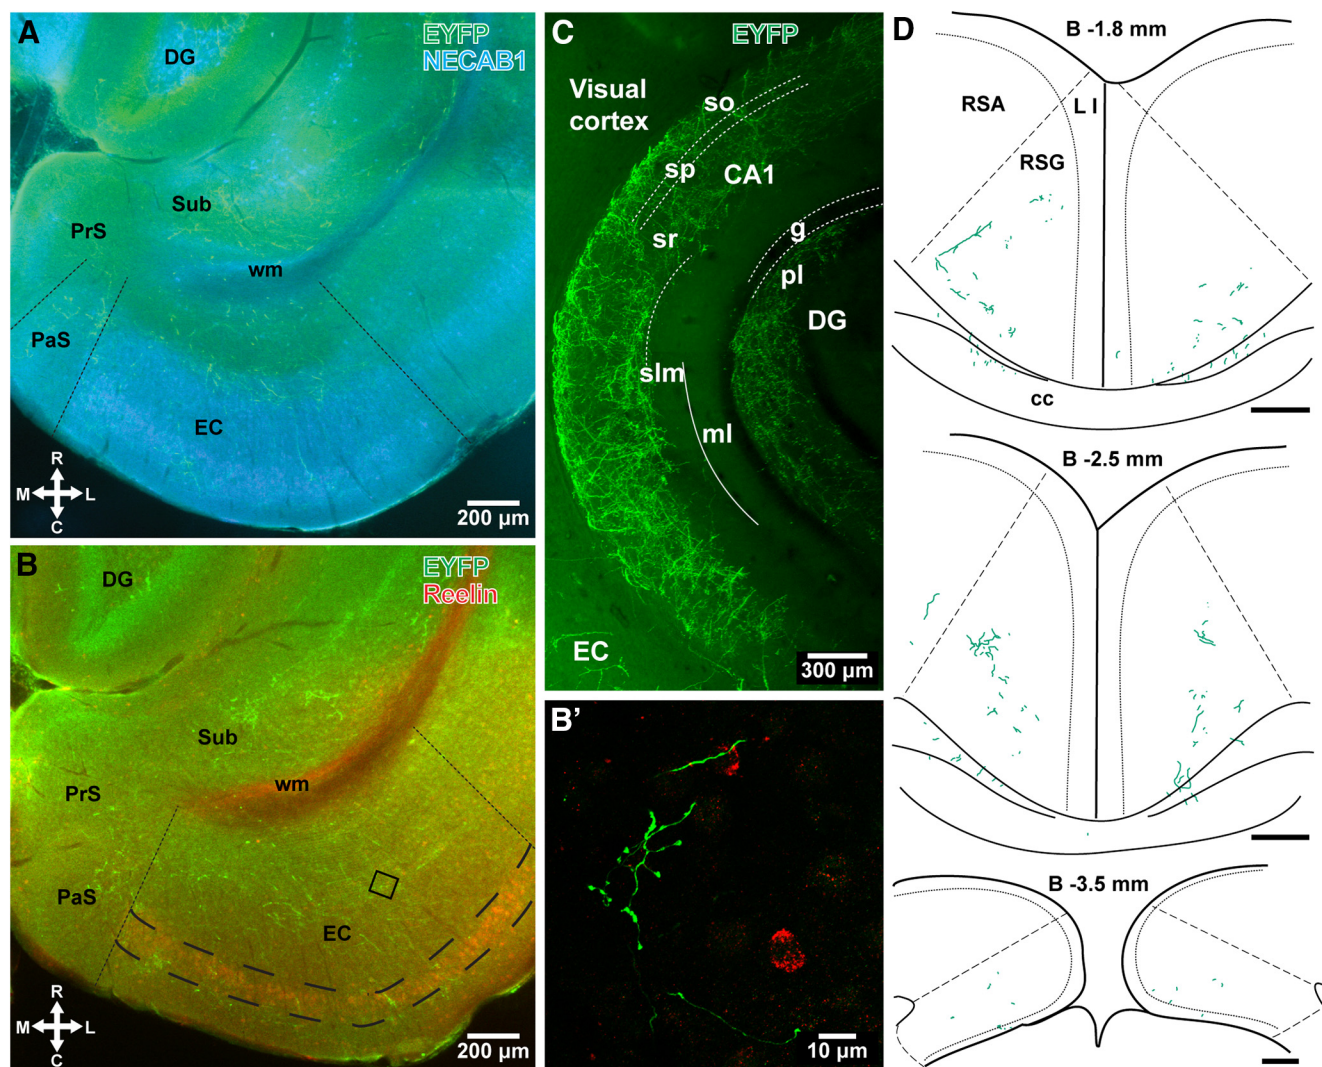 A
EYFP
NECAB1
DG
Sub
PrS
wm
PaS
EC
R
M L
C
200 µm
B
EYFP
Reelin
DG
Sub
wm
PrS
PaS
EC
R
M L
C
200 µm
C
EYFP
Visual
cortex
so
sp
CA1
sr
g
pl
DG
slm
ml
EC
300 µm
B’
10 µm
D
B -1.8 mm
RSA
L I
RSG
cc
B -2.5 mm
B -3.5 mm